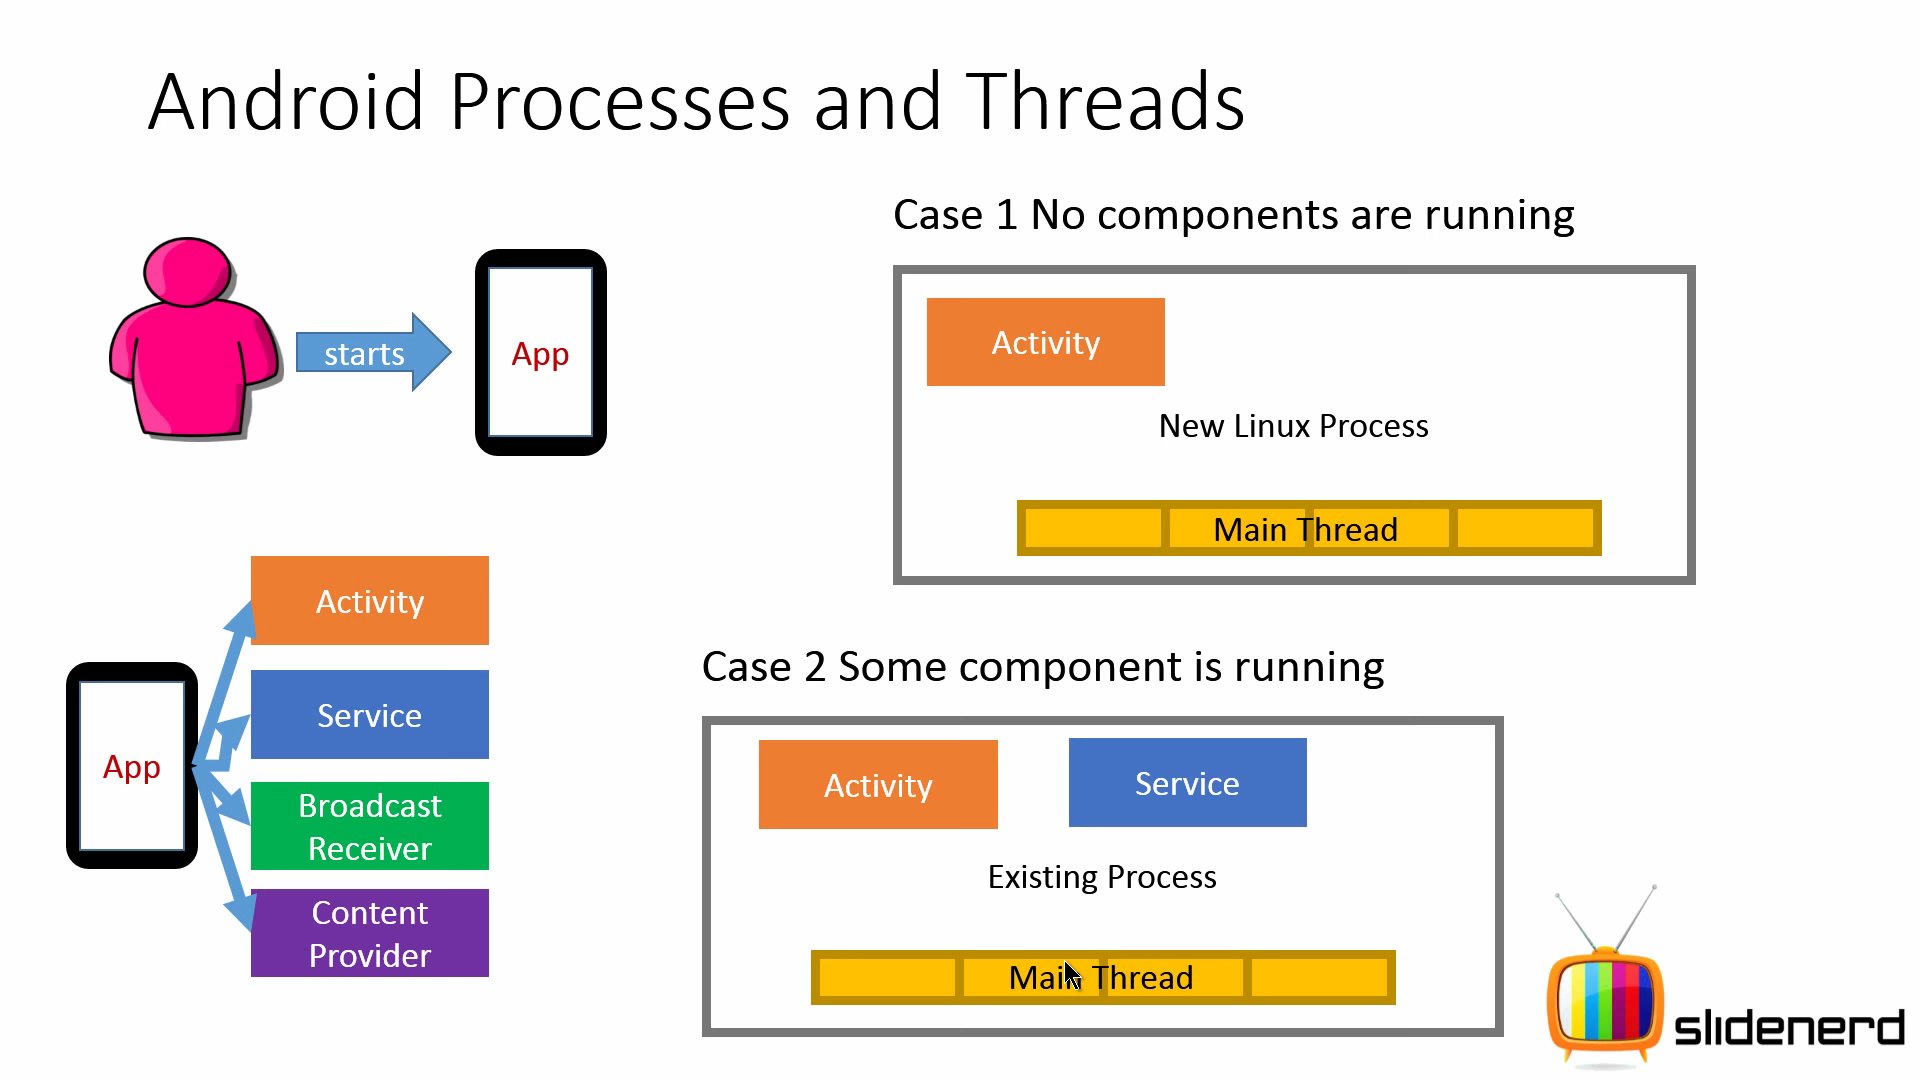 Android Processes and Threads
starts
App
Case 1 No components are running
Activity
New Linux Process
Main Thread
App
Activity
Service
Broadcast
Receiver
Content
Provider
Case 2 Some component is running
Activity
Service
Existing Process
Main Thread
slidenerd